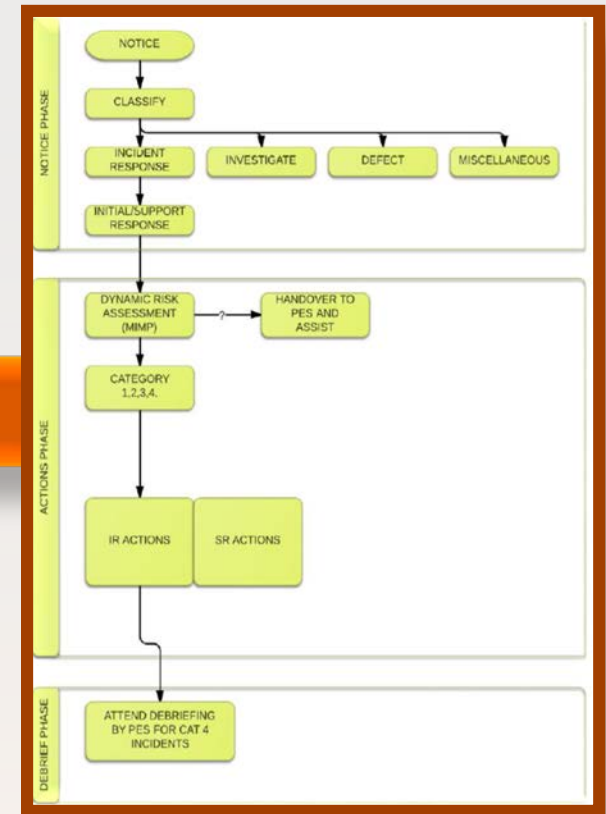 NOTICE PHASE
NOTICE
CLASSIFY
INCIDENT
RESPONSE
INVESTIGATE
DEFECT
MISCELLANEOUS
INITIAL/SUPPORT
RESPONSE
ACTIONS PHASE
DYNAMIC RISK
ASSESSMENT
(MIMP)
?
HANDOVER TO
PES AND
ASSIST
CATEGORY
1,2,3,4.
IR ACTIONS
SR ACTIONS
DEBRIEF PHASE
ATTEND DEBRIEFING
BY PES FOR CAT 4
INCIDENTS